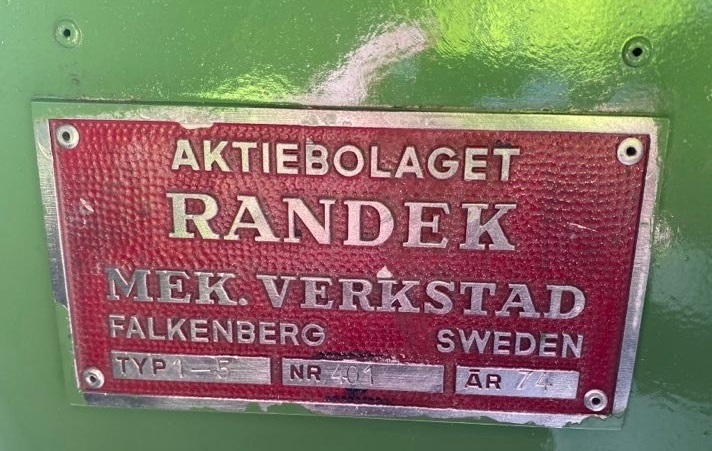 AKTIEBOLAGET
RANDEK
MEK. VERKSTAD
FALKENBERG SWEDEN
TYP 1-5 NR 401 ÅR 74